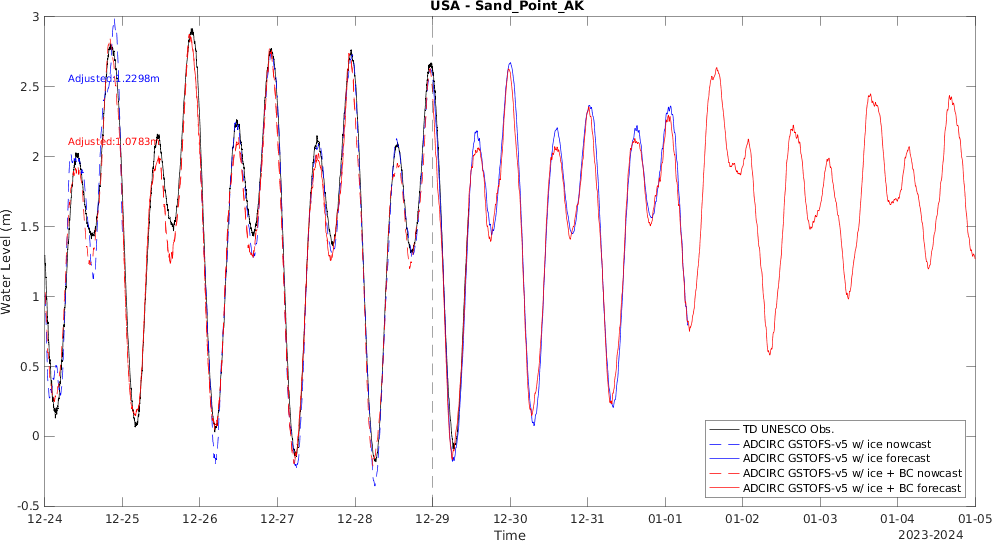 USA - Sand_Point_AK
3
2.5
2
1.5
1
0.5
0
-0.5
Water Level (m)
Adjusted:1.2298m
Adjusted:1.0783m
TD UNESCO Obs.
ADCIRC GSTOFS-v5 w/ ice nowcast
ADCIRC GSTOFS-v5 w/ ice forecast
ADCIRC GSTOFS-v5 w/ ice + BC nowcast
ADCIRC GSTOFS-v5 w/ ice + BC forecast
12-24 12-25 12-26 12-27 12-28 12-29 12-30 12-31 01-01 01-02 01-03 01-04 01-05
Time
2023-2024